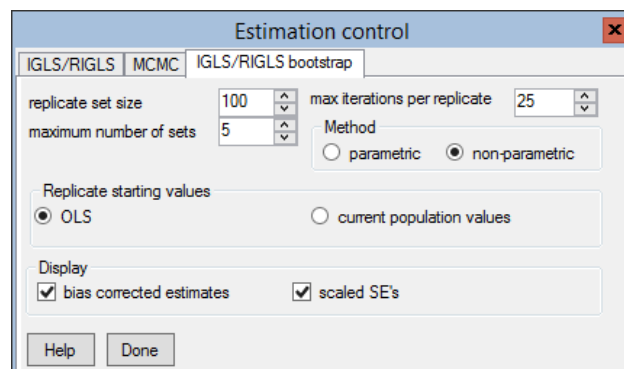 Estimation control
IGLS/RIGLS MCMC IGLS/RIGLS bootstrap
replicate set size 100 max iterations per replicate 25
maximum number of sets 5
Method
parametric non-parametric
Replicate starting values
OLS current population values
Display
bias corrected estimates scaled SE's
Help Done